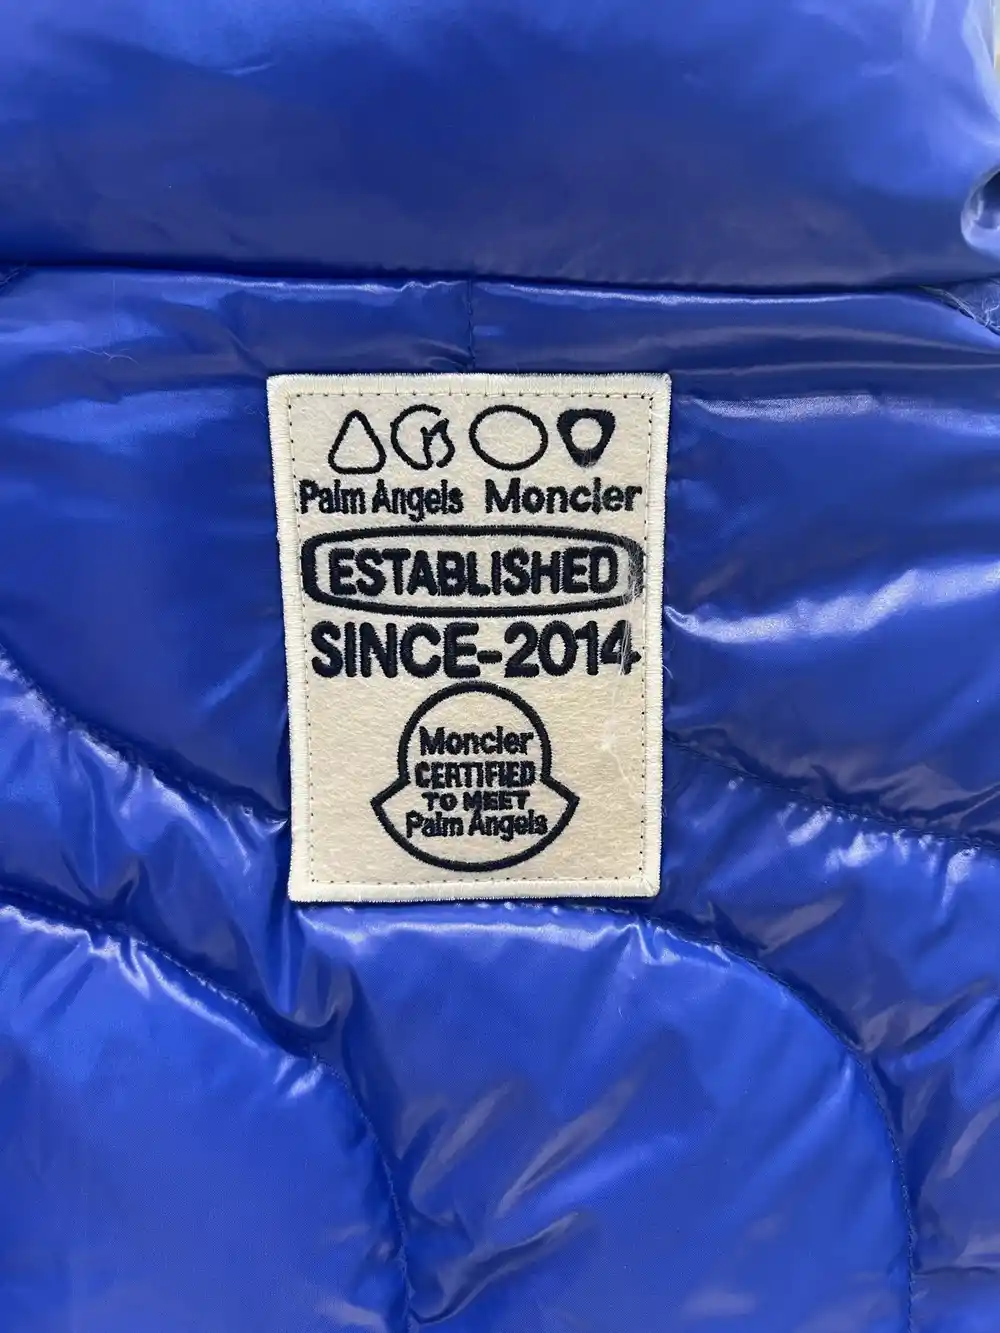 Palm Angels Moncler
ESTABLISHED
SINCE-2014
Moncler
CERTIFIED
TO MEET
Palm Angels